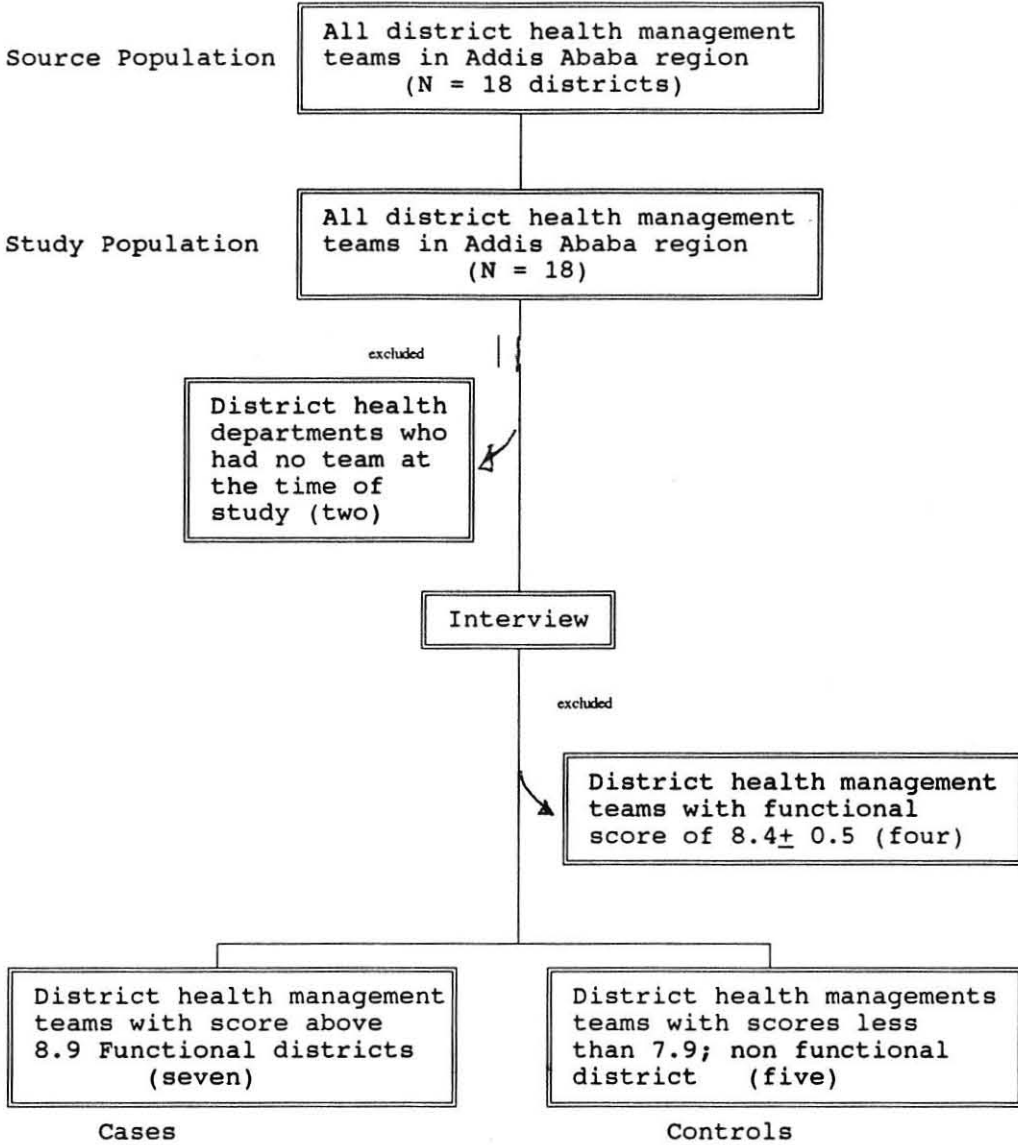 Source Population
All district health management
teams in Addis Ababa region
(N = 18 districts)
Study Population
All district health management
teams in Addis Ababa region
(N = 18)
excluded
District health
departments who
had no team at
the time of
study (two)
Interview
excluded
District health management
teams with functional
score of 8.4± 0.5 (four)
District health management
teams with score above
8.9 Functional districts
(seven)
District health managements
teams with scores less
than 7.9; non functional
district (five)
Cases
Controls